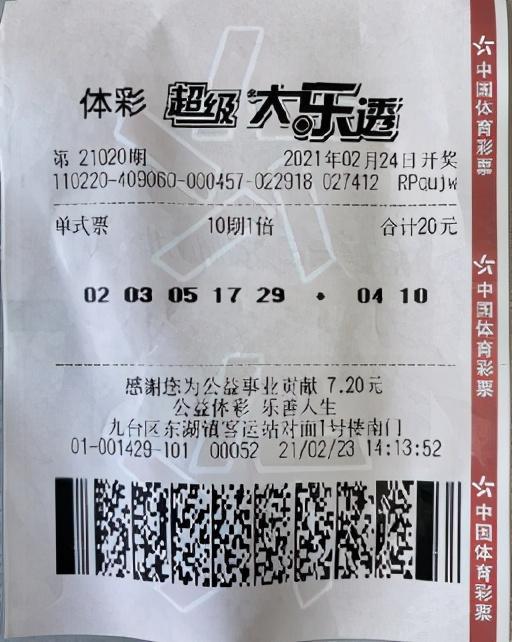 体彩 超级大乐透
第 21020期 2021年02月24日开奖
110220-409060-000457-022918 027412 RPqujw
单式票 10期1倍 合计20元
02 03 05 17 29 * 04 10
感谢您为公益事业贡献 7.20元
公益体彩 乐善人生
九台区东湖镇客运站对面1号楼南门
01-001429-101 00052 21/02/23 14:13:52
中国体育彩票
中国体育彩票
中国体育彩票